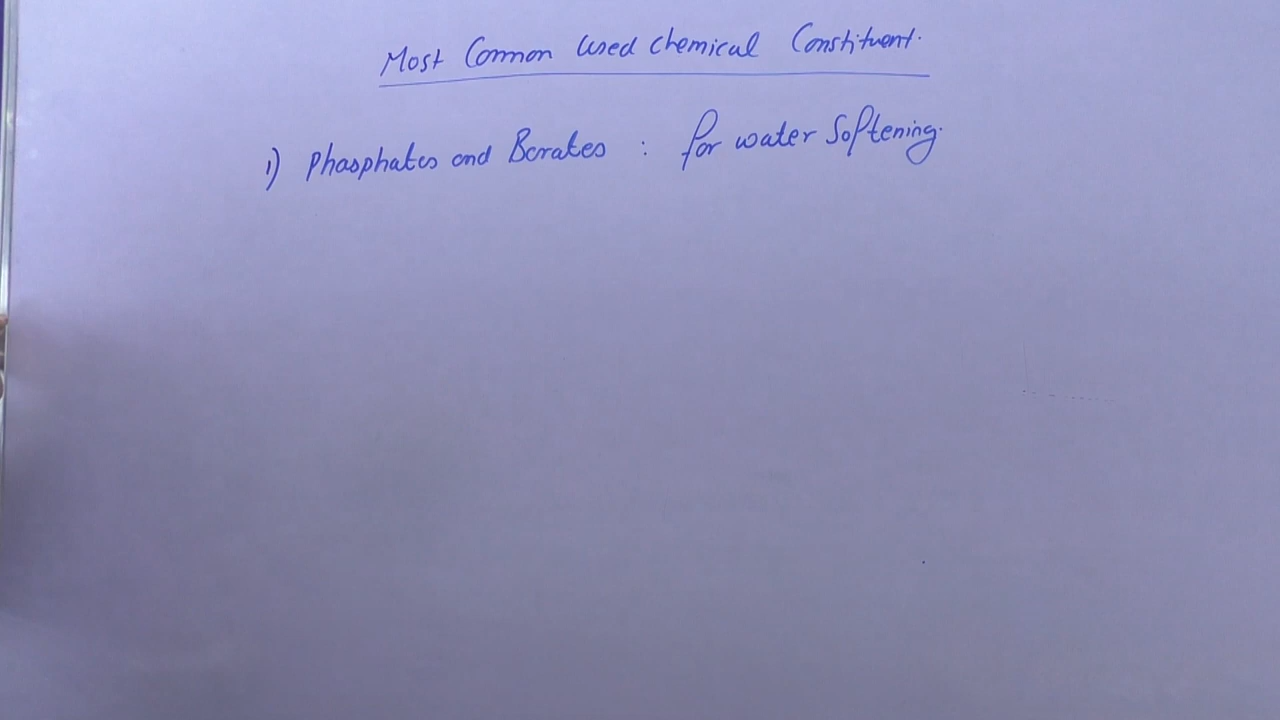 Most Common Used Chemical Constituent.
1) Phosphates and Borates : for water Softening.